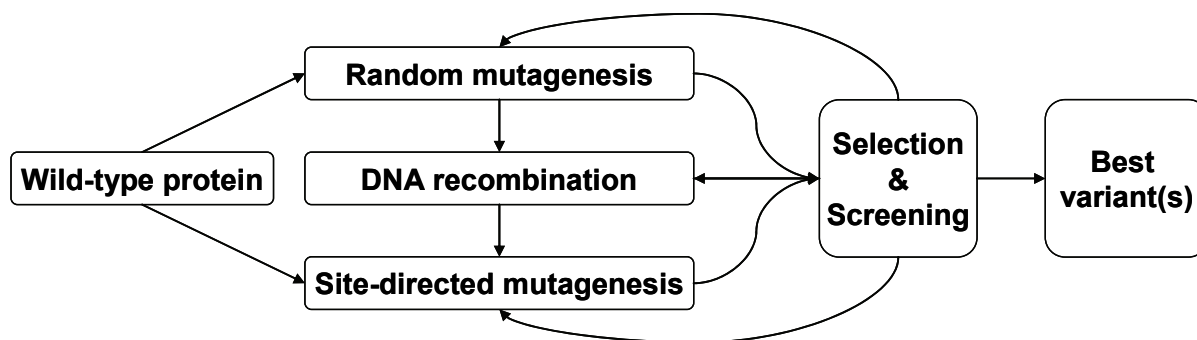 Random mutagenesis
Wild-type protein
DNA recombination
Site-directed mutagenesis
Selection
&
Screening
Best
variant(s)